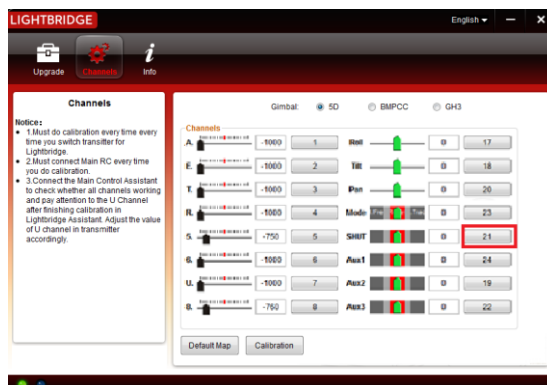 LIGHTBRIDGE
English
Upgrade
Channels
Info
Channels
Notice:
1.Must do calibration every time every
time you switch transitter for
Lightbridge.
2.Must connect Main RC every time
you do calibration.
3.Connect the Main Control Assistant
to check whether all channels working
and pay attention to the U Channel
after finishing calibration in
Lightbridge Assistant. Adjust the value
of U channel in transmitter
accordingly.
Gimbal: 5D BMPCC GH3
Channels
A. -1000 1 Roll 0 17
E. -1000 2 Tilt 0 18
T. -1000 3 Pan 0 20
R. -1000 4 Mode 0 23
5. -750 5 SHUT 0 21
6. -1000 6 Aux1 0 24
U. -1000 7 Aux2 0 19
8. -750 8 Aux3 0 22
Default Map
Calibration